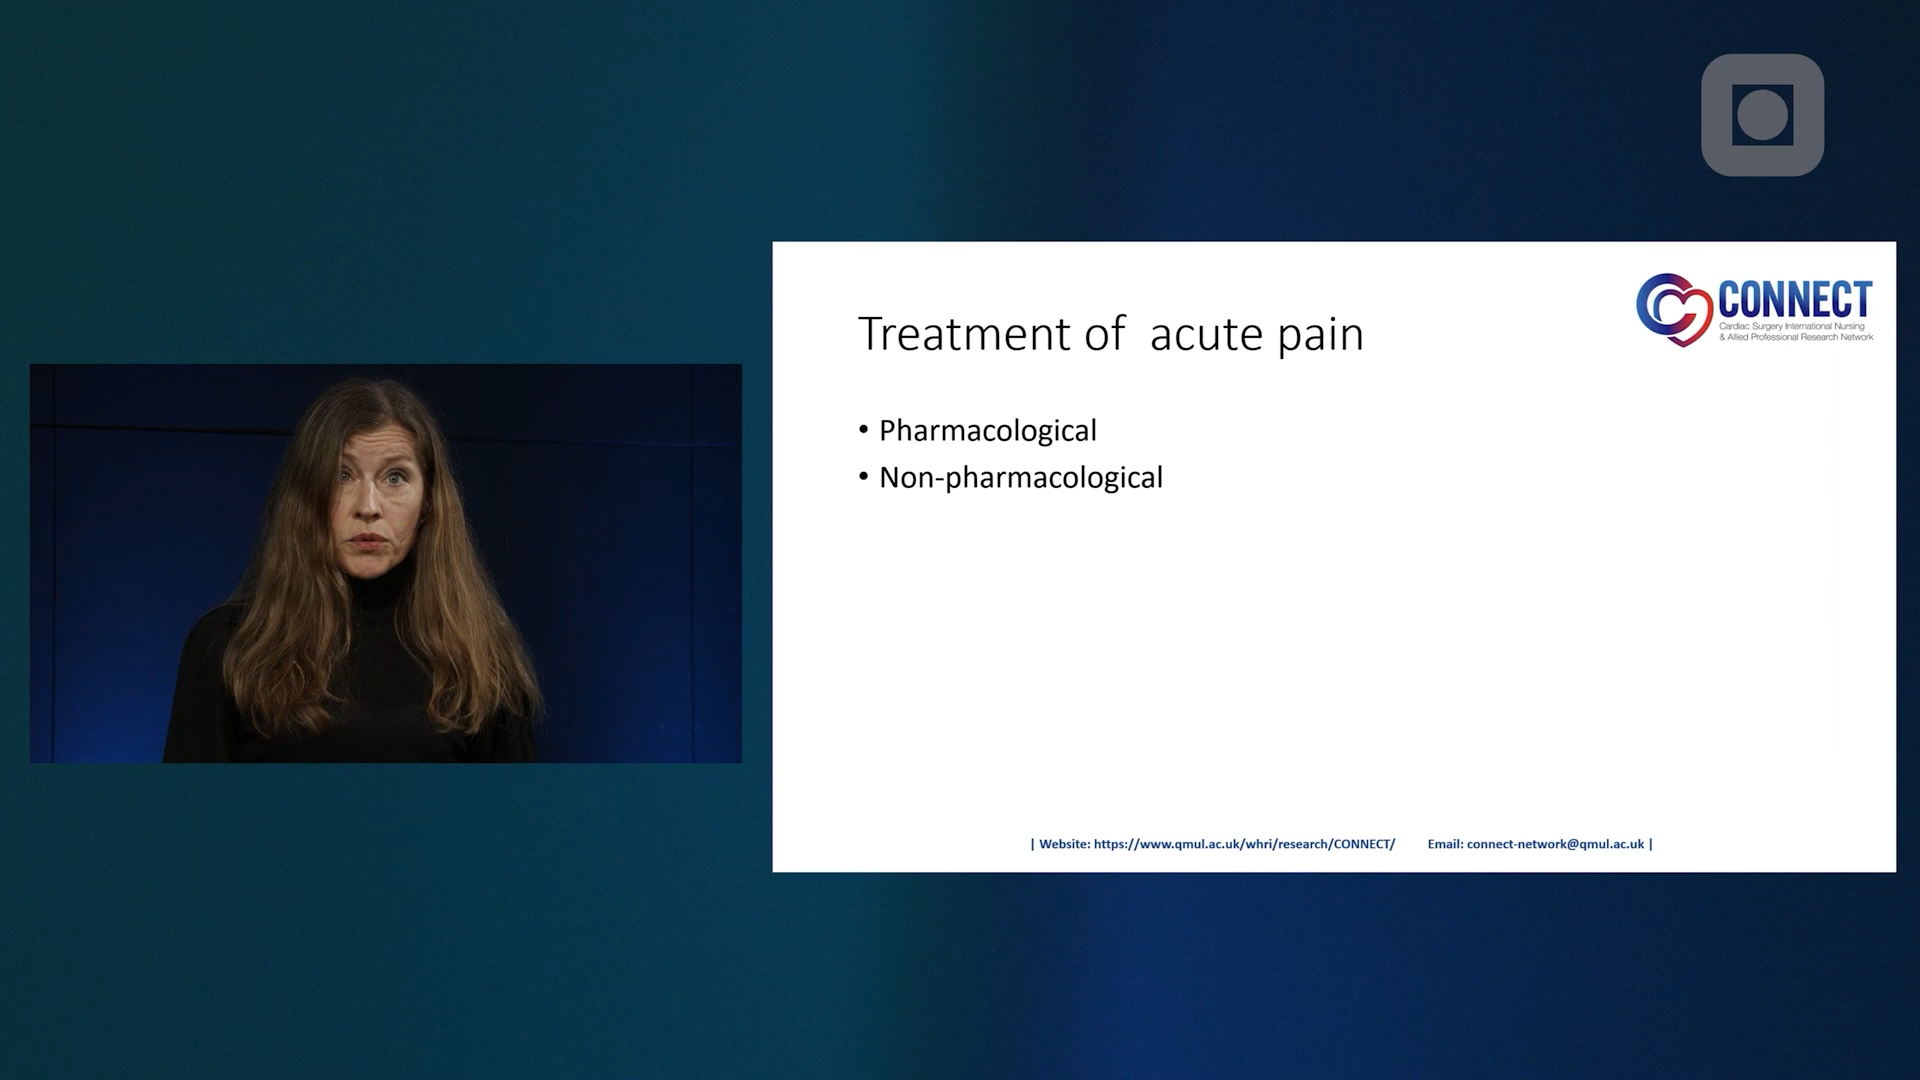 CONNECT
Cardiac Surgery International Nursing
& Allied Professional Research Network
Treatment of  acute pain
• Pharmacological
• Non-pharmacological
| Website: https://www.qmul.ac.uk/whri/research/CONNECT/ Email: connect-network@qmul.ac.uk |